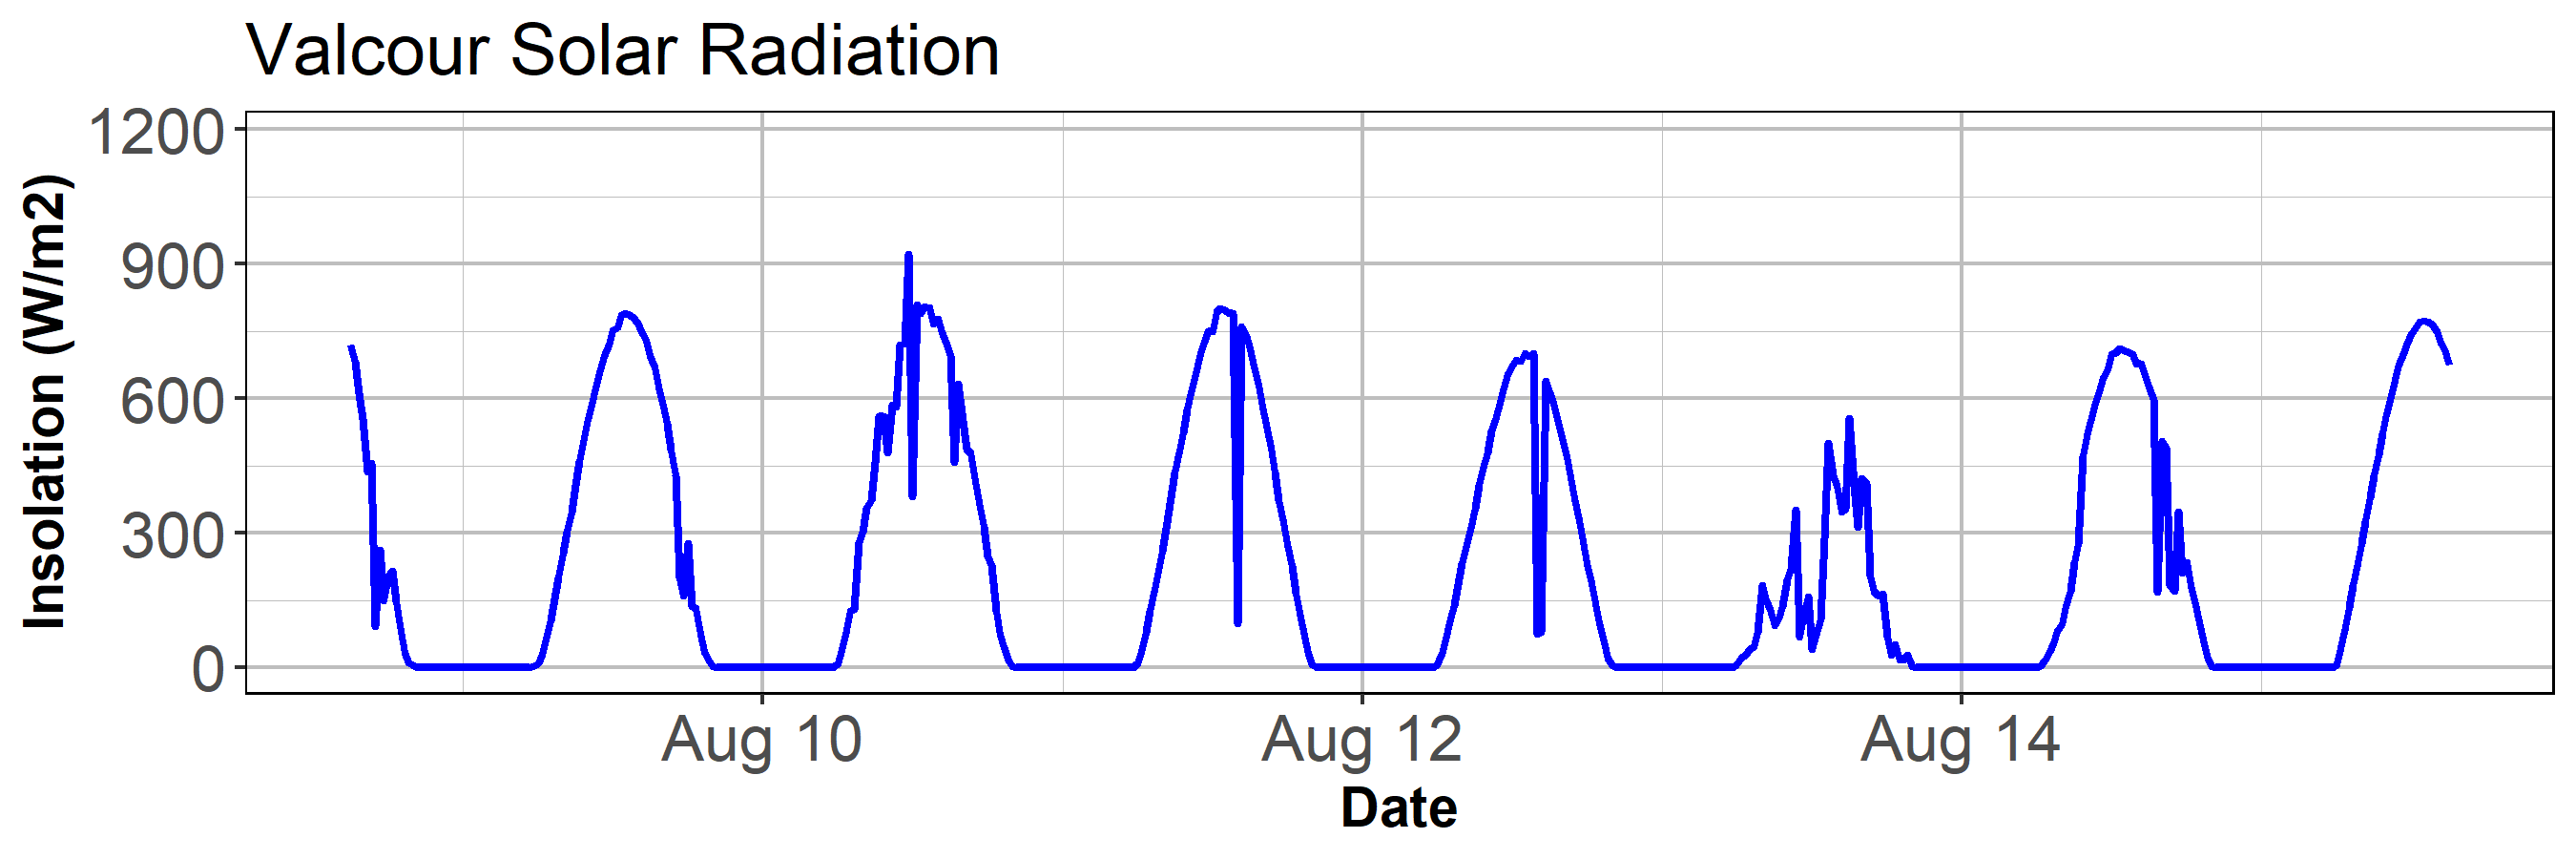 Valcour Solar Radiation
Insolation (W/m2)
1200
900
600
300
0
Aug 10
Aug 12
Aug 14
Date